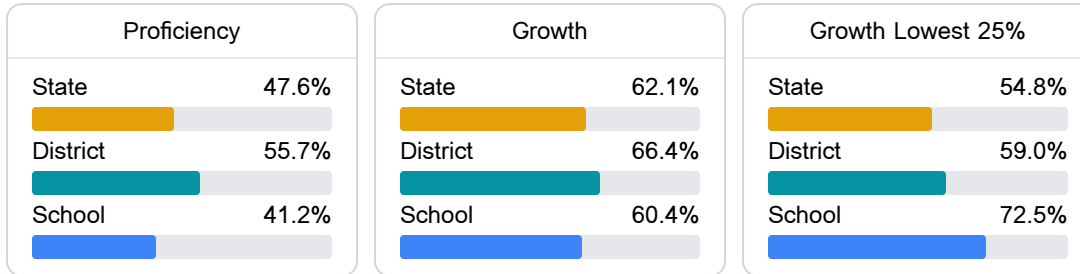 Proficiency
State 47.6%
District 55.7%
School 41.2%
Growth
State 62.1%
District 66.4%
School 60.4%
Growth Lowest 25%
State 54.8%
District 59.0%
School 72.5%